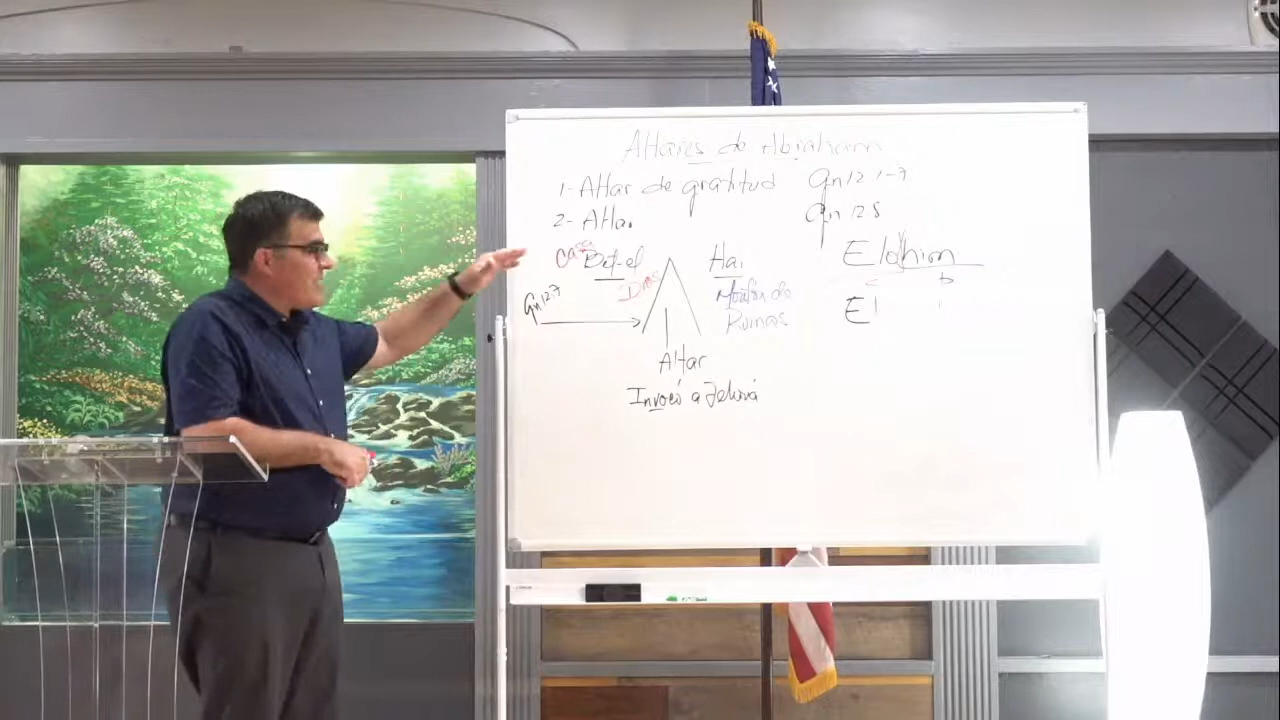 Altares de Abraham
1- Altar de gratitud Gn 12 1-7
2- Altar Gn 12 8
Casa Bet-el Dios Hai Elohim
Gn 12:7 Montón de El
Ruinas
Altar
Invocó a Jehová